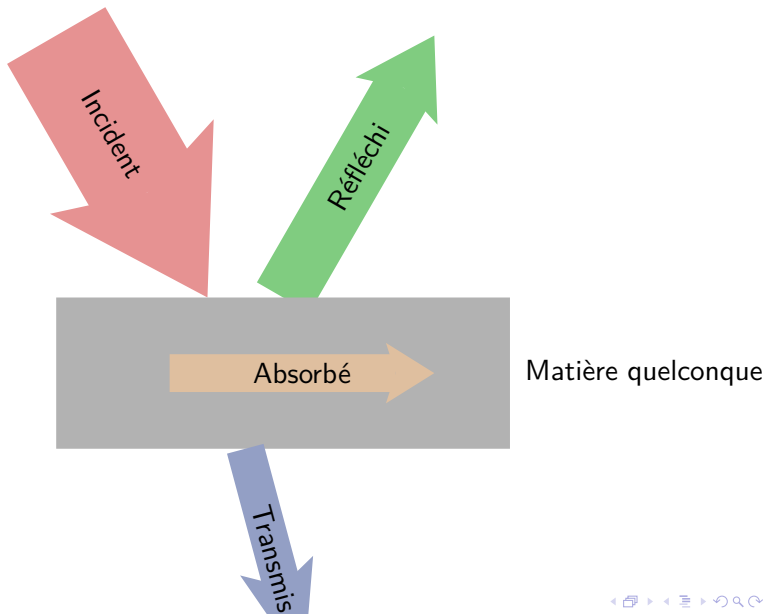 Incident
Réfléchi
Absorbé
Matière quelconque
Transmis